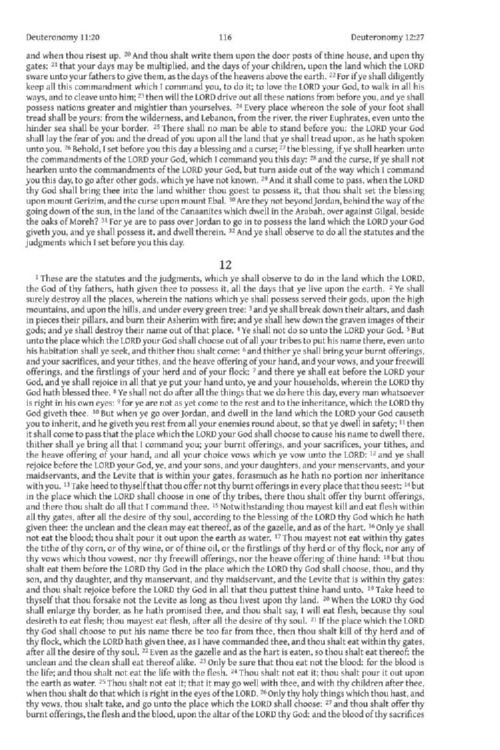 Deuteronomy 11:20 116 Deuteronomy 12:27
and when thou risest up. 20 And thou shalt write them upon the door posts of thine house, and upon thy
gates; 21 that your days may be multiplied, and the days of your children, upon the land which the LORD
sware unto your fathers to give them, as the days of the heavens above the earth. 22 For if ye shall diligently
keep all this commandment which I command you, to do it; to love the LORD your God, to walk in all his
ways, and to cleave unto him; 23 then will the LORD drive out all these nations from before you, and ye shall
possess nations greater and mightier than yourselves. 24 Every place whereon the sole of your foot shall
tread shall be yours: from the wilderness, and Lebanon, from the river, the river Euphrates, even unto the
hinder sea shall be your border. 25 There shall no man be able to stand before you: the LORD your God
shall lay the fear of you and the dread of you upon all the land that ye shall tread upon, as he hath spoken
unto you. 26 Behold, I set before you this day a blessing and a curse; 27 the blessing, if ye shall hearken unto
the commandments of the LORD your God, which I command you this day: 28 and the curse, if ye shall not
hearken unto the commandments of the LORD your God, but turn aside out of the way which I command
you this day, to go after other gods, which ye have not known. 29 And it shall come to pass, when the LORD
thy God shall bring thee into the land whither thou goest to possess it, that thou shalt set the blessing
upon mount Gerizim, and the curse upon mount Ebal. 30 Are they not beyond Jordan, behind the way of the
going down of the sun, in the land of the Canaanites which dwell in the Arabah, over against Gilgal, beside
the oaks of Moreh? 31 For ye are to pass over Jordan to go in to possess the land which the LORD your God
giveth you, and ye shall possess it, and dwell therein. 32 And ye shall observe to do all the statutes and the
judgments which I set before you this day.
12
1 These are the statutes and the judgments, which ye shall observe to do in the land which the LORD,
the God of thy fathers, hath given thee to possess it, all the days that ye live upon the earth. 2 Ye shall
surely destroy all the places, wherein the nations which ye shall possess served their gods, upon the high
mountains, and upon the hills, and under every green tree: 3 and ye shall break down their altars, and dash
in pieces their pillars, and burn their Asherim with fire; and ye shall hew down the graven images of their
gods; and ye shall destroy their name out of that place. 4 Ye shall not do so unto the LORD your God. 5 But
unto the place which the LORD your God shall choose out of all your tribes to put his name there, even unto
his habitation shall ye seek, and thither thou shalt come: 6 and thither ye shall bring your burnt offerings,
and your sacrifices, and your tithes, and the heave offering of your hand, and your vows, and your freewill
offerings, and the firstlings of your herd and of your flock: 7 and there ye shall eat before the LORD your
God, and ye shall rejoice in all that ye put your hand unto, ye and your households, wherein the LORD thy
God hath blessed thee. 8 Ye shall not do after all the things that we do here this day, every man whatsoever
is right in his own eyes: 9 for ye are not as yet come to the rest and to the inheritance, which the LORD thy
God giveth thee. 10 But when ye go over Jordan, and dwell in the land which the LORD your God causeth
you to inherit, and he giveth you rest from all your enemies round about, so that ye dwell in safety; 11 then
it shall come to pass that the place which the LORD your God shall choose to cause his name to dwell there,
thither shall ye bring all that I command you; your burnt offerings, and your sacrifices, your tithes, and
the heave offering of your hand, and all your choice vows which ye vow unto the LORD: 12 and ye shall
rejoice before the LORD your God, ye, and your sons, and your daughters, and your menservants, and your
maidservants, and the Levite that is within your gates, forasmuch as he hath no portion nor inheritance
with you. 13 Take heed to thyself that thou offer not thy burnt offerings in every place that thou seest: 14 but
in the place which the LORD shall choose in one of thy tribes, there thou shalt offer thy burnt offerings,
and there thou shalt do all that I command thee. 15 Notwithstanding thou mayest kill and eat flesh within
all thy gates, after all the desire of thy soul, according to the blessing of the LORD thy God which he hath
given thee: the unclean and the clean may eat thereof, as of the gazelle, and as of the hart. 16 Only ye shall
not eat the blood; thou shalt pour it out upon the earth as water. 17 Thou mayest not eat within thy gates
the tithe of thy corn, or of thy wine, or of thine oil, or the firstlings of thy herd or of thy flock, nor any of
thy vows which thou vowest, nor thy freewill offerings, nor the heave offering of thine hand: 18 but thou
shalt eat them before the LORD thy God in the place which the LORD thy God shall choose, thou, and thy
son, and thy daughter, and thy manservant, and thy maidservant, and the Levite that is within thy gates:
and thou shalt rejoice before the LORD thy God in all that thou puttest thine hand unto. 19 Take heed to
thyself that thou forsake not the Levite as long as thou livest upon thy land. 20 When the LORD thy God
shall enlarge thy border, as he hath promised thee, and thou shalt say, I will eat flesh, because thy soul
desireth to eat flesh; thou mayest eat flesh, after all the desire of thy soul. 21 If the place which the LORD
thy God shall choose to put his name there be too far from thee, then thou shalt kill of thy herd and of
thy flock, which the LORD hath given thee, as I have commanded thee, and thou shalt eat within thy gates,
after all the desire of thy soul. 22 Even as the gazelle and as the hart is eaten, so thou shalt eat thereof: the
unclean and the clean shall eat thereof alike. 23 Only be sure that thou eat not the blood: for the blood is
the life; and thou shalt not eat the life with the flesh. 24 Thou shalt not eat it; thou shalt pour it out upon
the earth as water. 25 Thou shalt not eat it; that it may go well with thee, and with thy children after thee,
when thou shalt do that which is right in the eyes of the LORD. 26 Only thy holy things which thou hast, and
thy vows, thou shalt take, and go unto the place which the LORD shall choose: 27 and thou shalt offer thy
burnt offerings, the flesh and the blood, upon the altar of the LORD thy God: and the blood of thy sacrifices